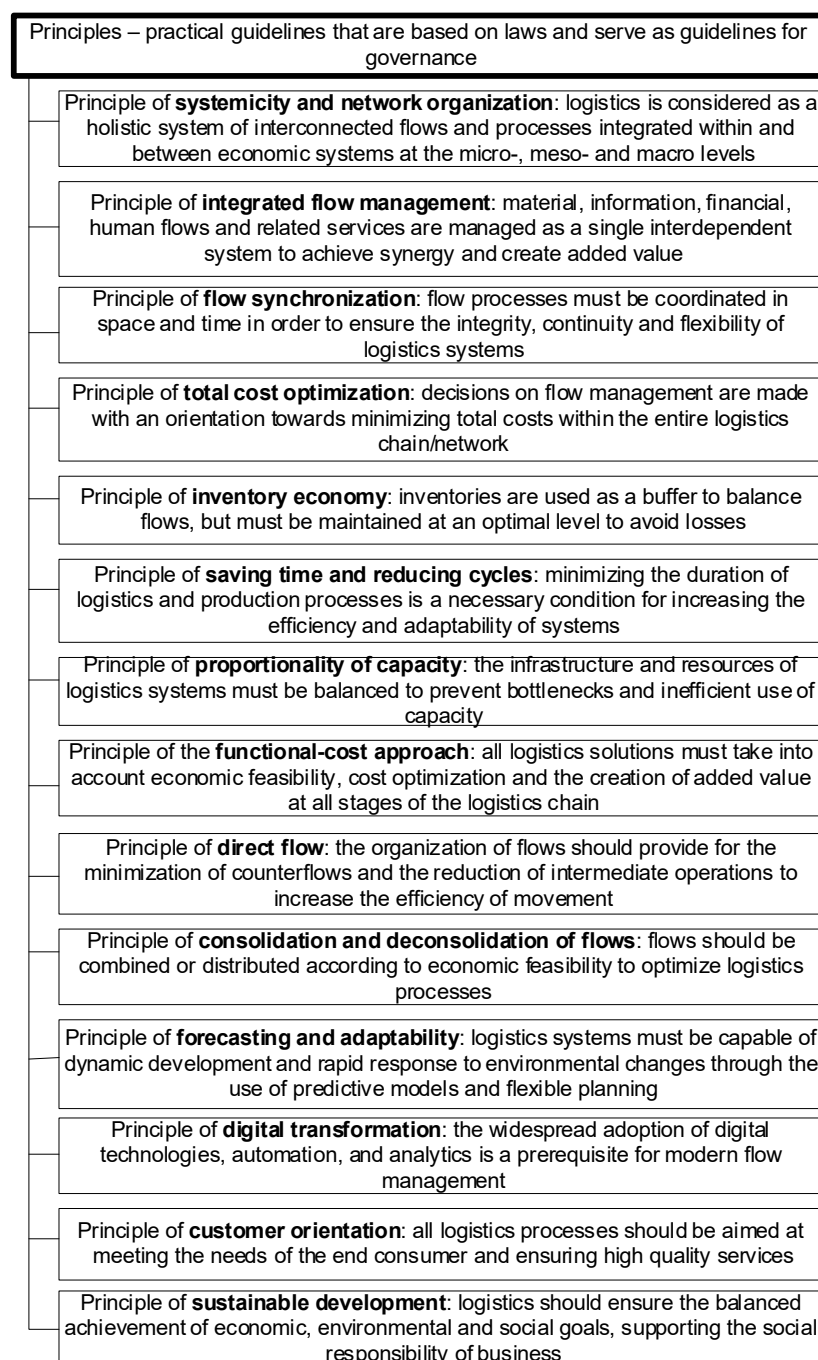 Principles – practical guidelines that are based on laws and serve as guidelines for
governance
Principle of systemicity and network organization: logistics is considered as a
holistic system of interconnected flows and processes integrated within and
between economic systems at the micro-, meso- and macro levels
Principle of integrated flow management: material, information, financial,
human flows and related services are managed as a single interdependent
system to achieve synergy and create added value
Principle of flow synchronization: flow processes must be coordinated in
space and time in order to ensure the integrity, continuity and flexibility of
logistics systems
Principle of total cost optimization: decisions on flow management are made
with an orientation towards minimizing total costs within the entire logistics
chain/network
Principle of inventory economy: inventories are used as a buffer to balance
flows, but must be maintained at an optimal level to avoid losses
Principle of saving time and reducing cycles: minimizing the duration of
logistics and production processes is a necessary condition for increasing the
efficiency and adaptability of systems
Principle of proportionality of capacity: the infrastructure and resources of
logistics systems must be balanced to prevent bottlenecks and inefficient use of
capacity
Principle of the functional-cost approach: all logistics solutions must take into
account economic feasibility, cost optimization and the creation of added value
at all stages of the logistics chain
Principle of direct flow: the organization of flows should provide for the
minimization of counterflows and the reduction of intermediate operations to
increase the efficiency of movement
Principle of consolidation and deconsolidation of flows: flows should be
combined or distributed according to economic feasibility to optimize logistics
processes
Principle of forecasting and adaptability: logistics systems must be capable of
dynamic development and rapid response to environmental changes through the
use of predictive models and flexible planning
Principle of digital transformation: the widespread adoption of digital
technologies, automation, and analytics is a prerequisite for modern flow
management
Principle of customer orientation: all logistics processes should be aimed at
meeting the needs of the end consumer and ensuring high quality services
Principle of sustainable development: logistics should ensure the balanced
achievement of economic, environmental and social goals, supporting the social
responsibility of business